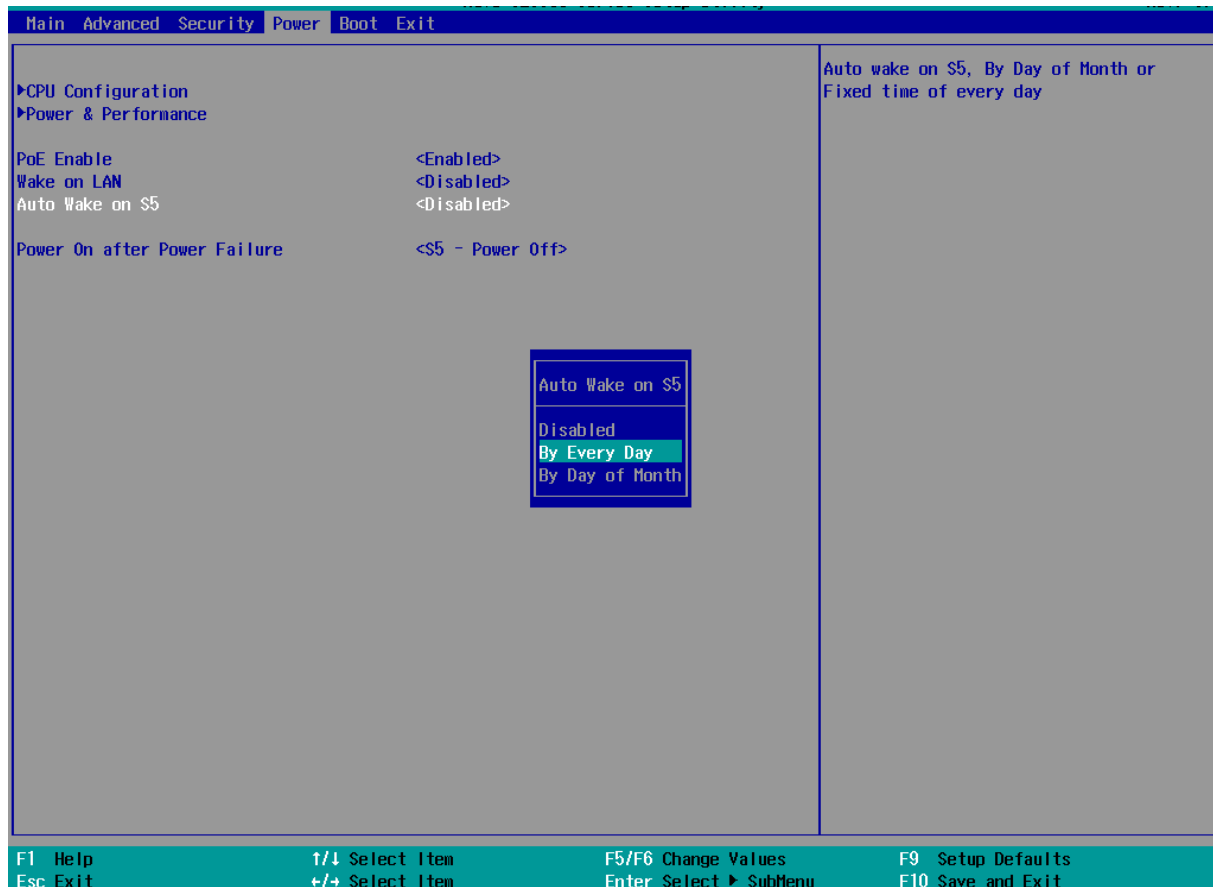 Main Advanced Security Power Boot Exit
Auto wake on S5, By Day of Month or
Fixed time of every day
▶CPU Configuration
▶Power & Performance
PoE Enable <Enabled>
Wake on LAN <Disabled>
Auto Wake on S5 <Disabled>
Power On after Power Failure <S5 - Power Off>
Auto Wake on S5
Disabled
By Every Day
By Day of Month
F1 Help ↑/↓ Select Item F5/F6 Change Values F9 Setup Defaults
Esc Exit ←/→ Select Item Enter Select ▶ SubMenu F10 Save and Exit